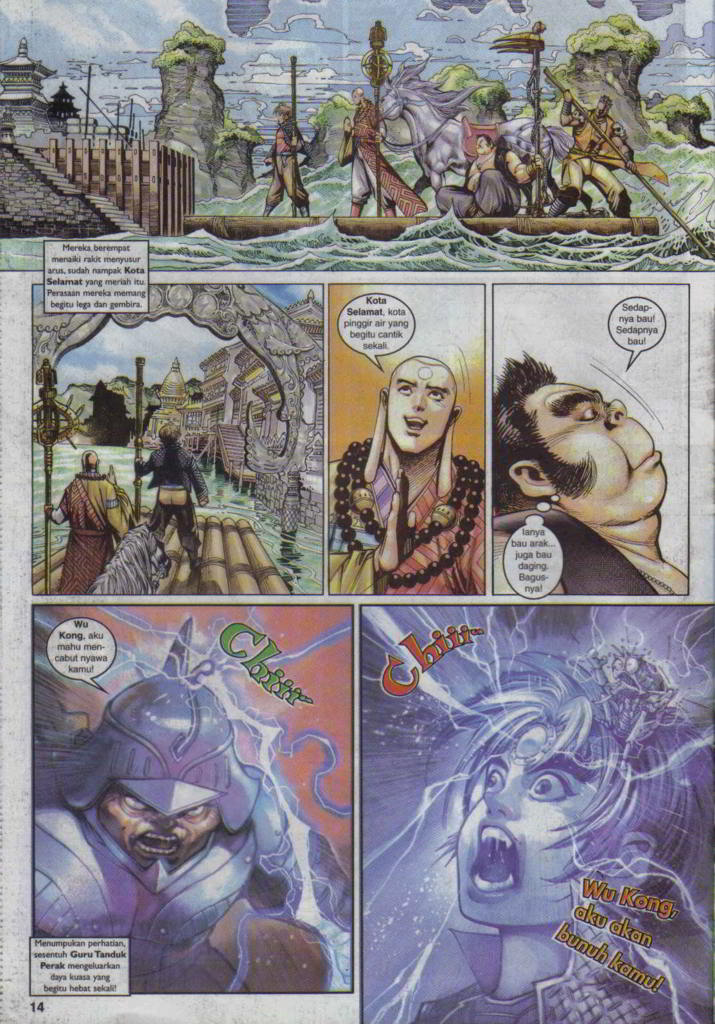 Mereka berempat
menaiki rakit menyusur
arus, sudah nampak Kota
Selamat yang meriah itu.
Perasaan mereka memang
begitu lega dan gembira.
Kota
Selamat, kota
pinggir air yang
begitu cantik
sekali.
Sedap-
nya bau!
Sedapnya
bau!
Ianya
bau arak...
juga bau
daging.
Bagus-
nya!
Wu
Kong, aku
mahu men-
cabut nyawa
kamu!
Chiiii--
Menumpukan perhatian,
sesentuh Guru Tanduk
Perak mengeluarkan
daya kuasa yang
begitu hebat sekali!
Chiiii--
Wu Kong,
aku akan
bunuh kamu!
14